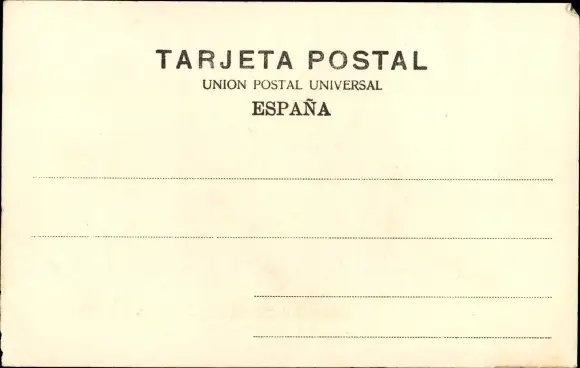 TARJETA POSTAL
UNION POSTAL UNIVERSAL
ESPAÑA